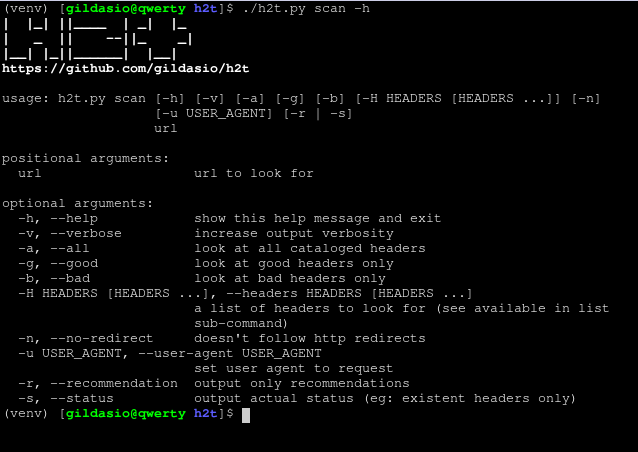 (venv) [gildasio@qwerty h2t]$ ./h2t.py scan -h
| |_| ||____ | _| |_
| _ || --||_ _|
|__| |_||______| |__|
https://github.com/gildasio/h2t
usage: h2t.py scan [-h] [-v] [-a] [-g] [-b] [-H HEADERS [HEADERS ...]] [-n]
[-u USER_AGENT] [-r | -s]
url
positional arguments:
url url to look for
optional arguments:
-h, --help show this help message and exit
-v, --verbose increase output verbosity
-a, --all look at all cataloged headers
-g, --good look at good headers only
-b, --bad look at bad headers only
-H HEADERS [HEADERS ...], --headers HEADERS [HEADERS ...]
a list of headers to look for (see available in list
sub-command)
-n, --no-redirect doesn't follow http redirects
-u USER_AGENT, --user-agent USER_AGENT
set user agent to request
-r, --recommendation output only recommendations
-s, --status output actual status (eg: existent headers only)
(venv) [gildasio@qwerty h2t]$